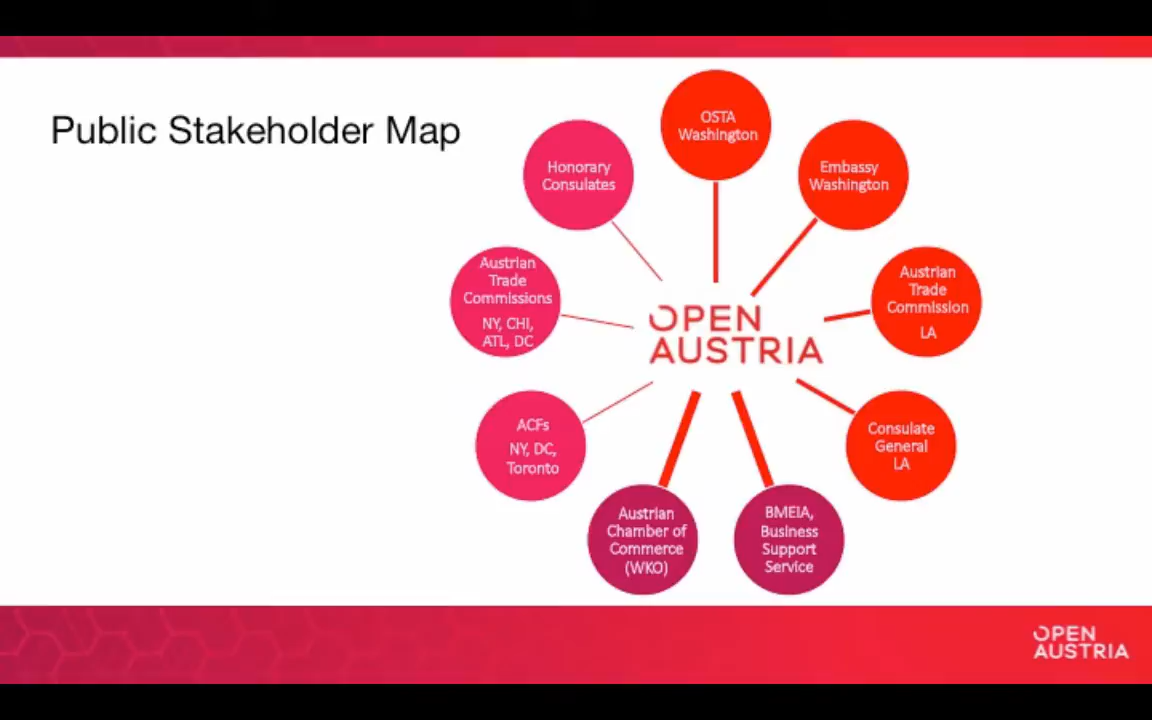 Public Stakeholder Map
OSTA
Washington
Embassy
Washington
Austrian
Trade
Commission
LA
Consulate
General
LA
BMEIA,
Business
Support
Service
Austrian
Chamber of
Commerce
(WKO)
ACFs
NY, DC,
Toronto
Austrian
Trade
Commissions
NY, CHI,
ATL, DC
Honorary
Consulates
OPEN
AUSTRIA
OPEN
AUSTRIA